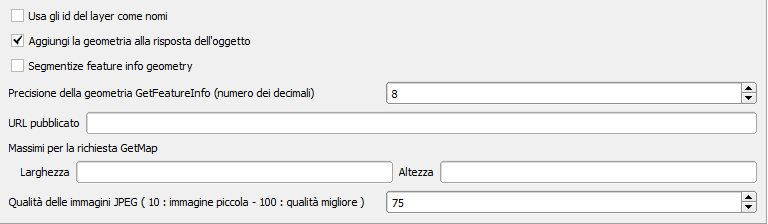 Usa gli id del layer come nomi
Aggiungi la geometria alla risposta dell'oggetto
Segmentize feature info geometry
Precisione della geometria GetFeatureInfo (numero dei decimali) 8
URL pubblicato
Massimi per la richiesta GetMap
Larghezza Altezza
Qualità delle immagini JPEG ( 10 : immagine piccola - 100 : qualità migliore ) 75